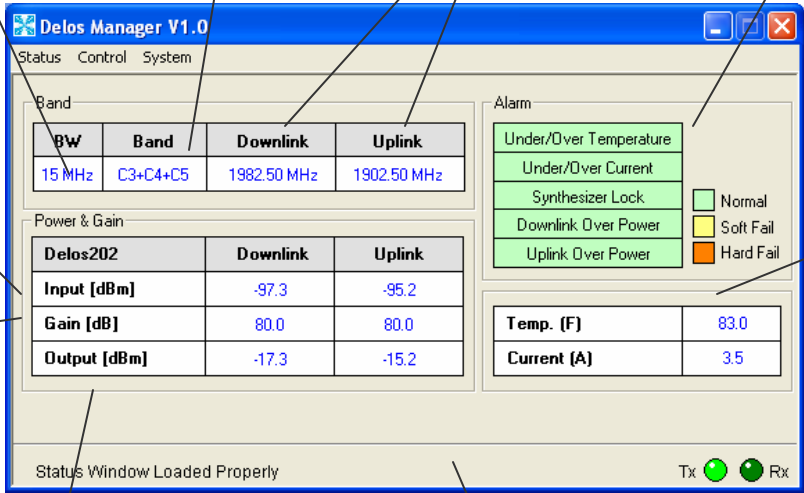 Delos Manager V1.0
Status Control System
Band
BW Band Downlink Uplink
15 MHz C3+C4+C5 1982.50 MHz 1902.50 MHz
Power & Gain
Delos202 Downlink Uplink
Input [dBm] -97.3 -95.2
Gain [dB] 80.0 80.0
Output [dBm] -17.3 -15.2
Alarm
Under/Over Temperature
Under/Over Current
Synthesizer Lock
Downlink Over Power
Uplink Over Power
Normal
Soft Fail
Hard Fail
Temp. (F) 83.0
Current (A) 3.5
Status Window Loaded Properly
Tx Rx